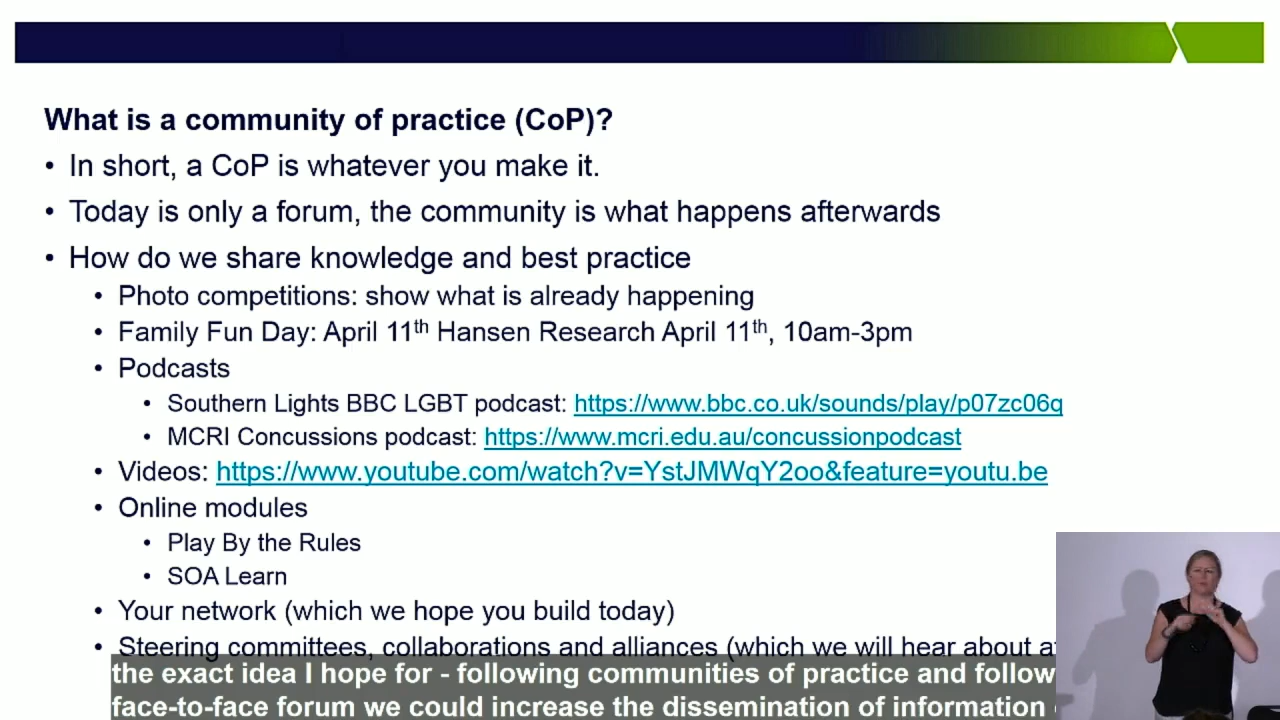 What is a community of practice (CoP)?
• In short, a CoP is whatever you make it.
• Today is only a forum, the community is what happens afterwards
• How do we share knowledge and best practice
• Photo competitions: show what is already happening
• Family Fun Day: April 11th Hansen Research April 11th, 10am-3pm
• Podcasts
• Southern Lights BBC LGBT podcast: https://www.bbc.co.uk/sounds/play/p07zc06q
• MCRI Concussions podcast: https://www.mcri.edu.au/concussionpodcast
• Videos: https://www.youtube.com/watch?v=YstJMWqY2oo&feature=youtu.be
• Online modules
• Play By the Rules
• SOA Learn
• Your network (which we hope you build today)
• Steering committees, collaborations and alliances (which we will hear about
the exact idea I hope for - following communities of practice and follow
face-to-face forum we could increase the dissemination of information